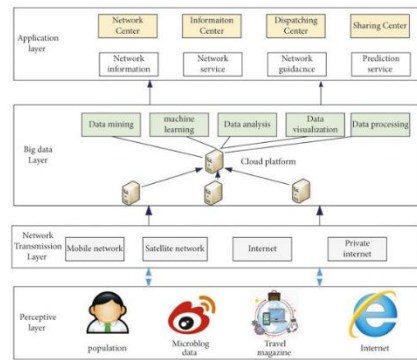 Network Center
Informaiton Center
Dispatching Center
Sharing Center
Application layer
Network information
Network service
Network guidacnce
Prediction service
Data mining
machine learning
Data analysis
Data visualization
Data processing
Big data Layer
Cloud platform
Network Transmission Layer
Mobile network
Satellite network
Internet
Private internet
Perceptive layer
population
Microblog data
Travel magazine
Internet